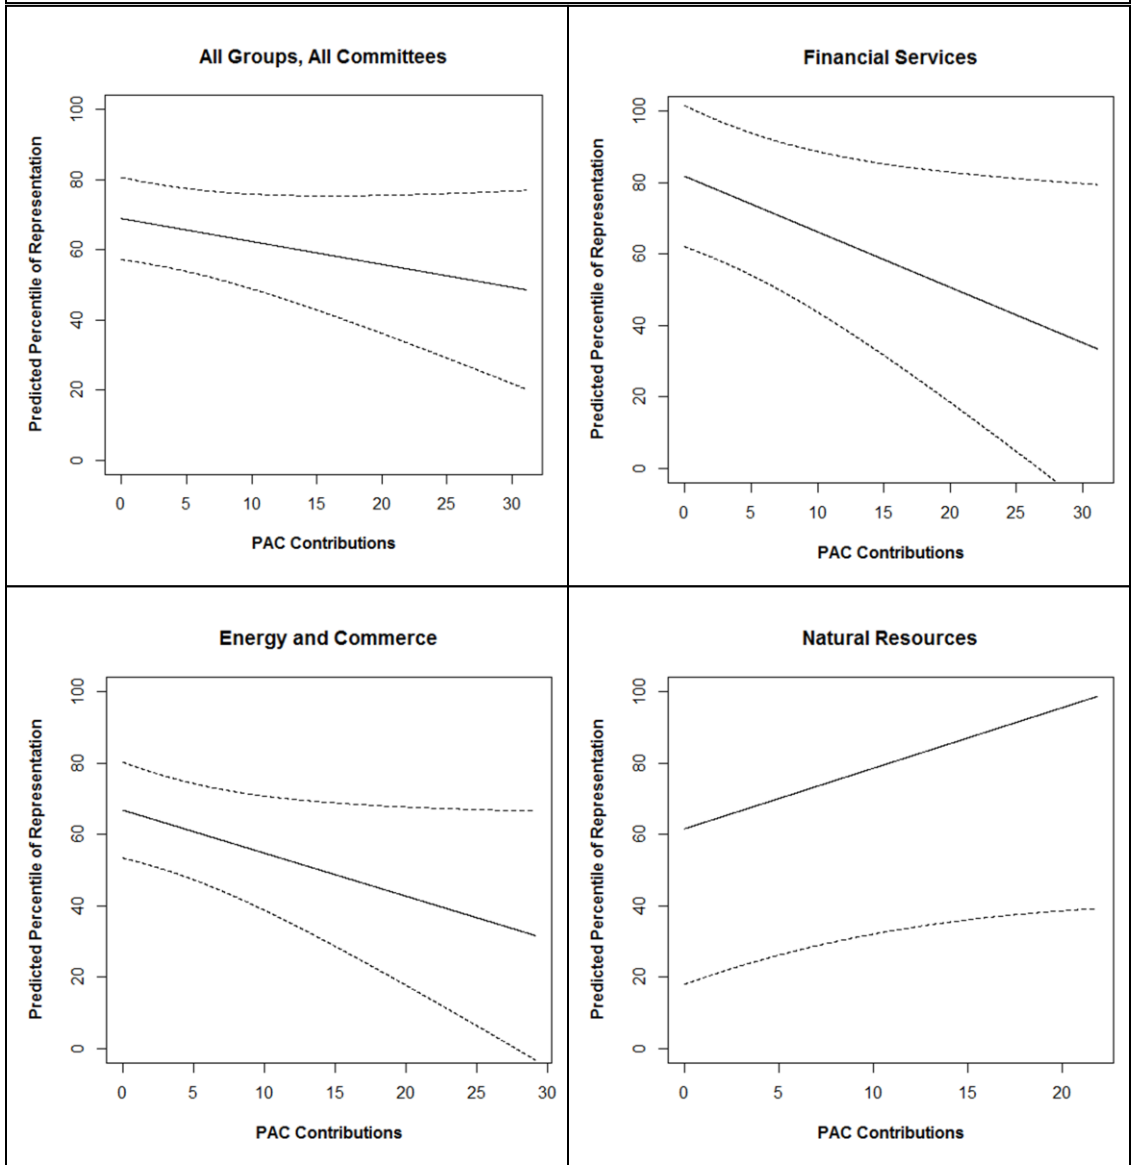 All Groups, All Committees
Predicted Percentile of Representation
100
80
60
40
20
0
0 5 10 15 20 25 30
PAC Contributions
Financial Services
Predicted Percentile of Representation
100
80
60
40
20
0
0 5 10 15 20 25 30
PAC Contributions
Energy and Commerce
Predicted Percentile of Representation
100
80
60
40
20
0
0 5 10 15 20 25 30
PAC Contributions
Natural Resources
Predicted Percentile of Representation
100
80
60
40
20
0
0 5 10 15 20
PAC Contributions